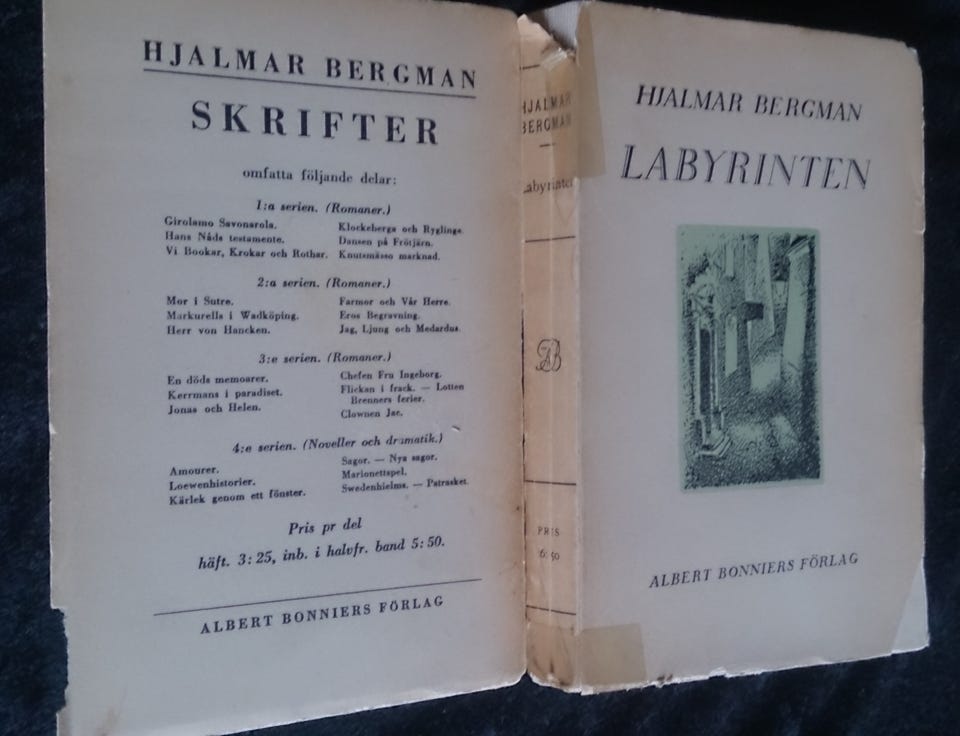 HJALMAR BERGMAN
SKRIFTER
omfatta följande delar:
1:a serien. (Romaner.)
Girolamo Savonarola.
Hans Nåds testamente.
Vi Bookar, Krokar och Rothar.
Klockeberga och Ryglinge.
Dansen på Frötjärn.
Knutsmässo marknad.
2:a serien. (Romaner.)
Mor i Sutre.
Markurells i Wadköping.
Herr von Hancken.
Farmor och Vår Herre.
Eros Begravning.
Jag, Ljung och Medardus.
3:e serien. (Romaner.)
En döds memoarer.
Kerrmans i paradiset.
Jonas och Helen.
Chefen Fru Ingeborg.
Flickan i frack. — Lotten
Brenners ferier.
Clownen Jac.
4:e serien. (Noveller och dramatik.)
Amourer.
Loewenhistorier.
Kärlek genom ett fönster.
Sagor. — Nya sagor.
Marionettspel.
Swedenhielms. — Patrasket.
Pris pr del
häft. 3:25, inb. i halvfr. band 5:50.
ALBERT BONNIERS FÖRLAG
HJALMAR
BERGMAN
Labyrinten
AB
PRIS
6:50
HJALMAR BERGMAN
LABYRINTEN
ALBERT BONNIERS FÖRLAG